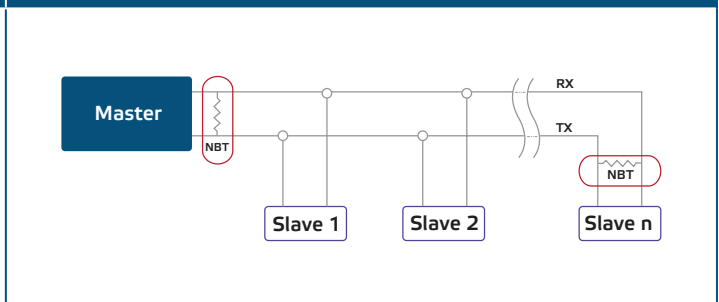 RX
Master
TX
NBT
NBT
Slave 1
Slave 2
Slave n